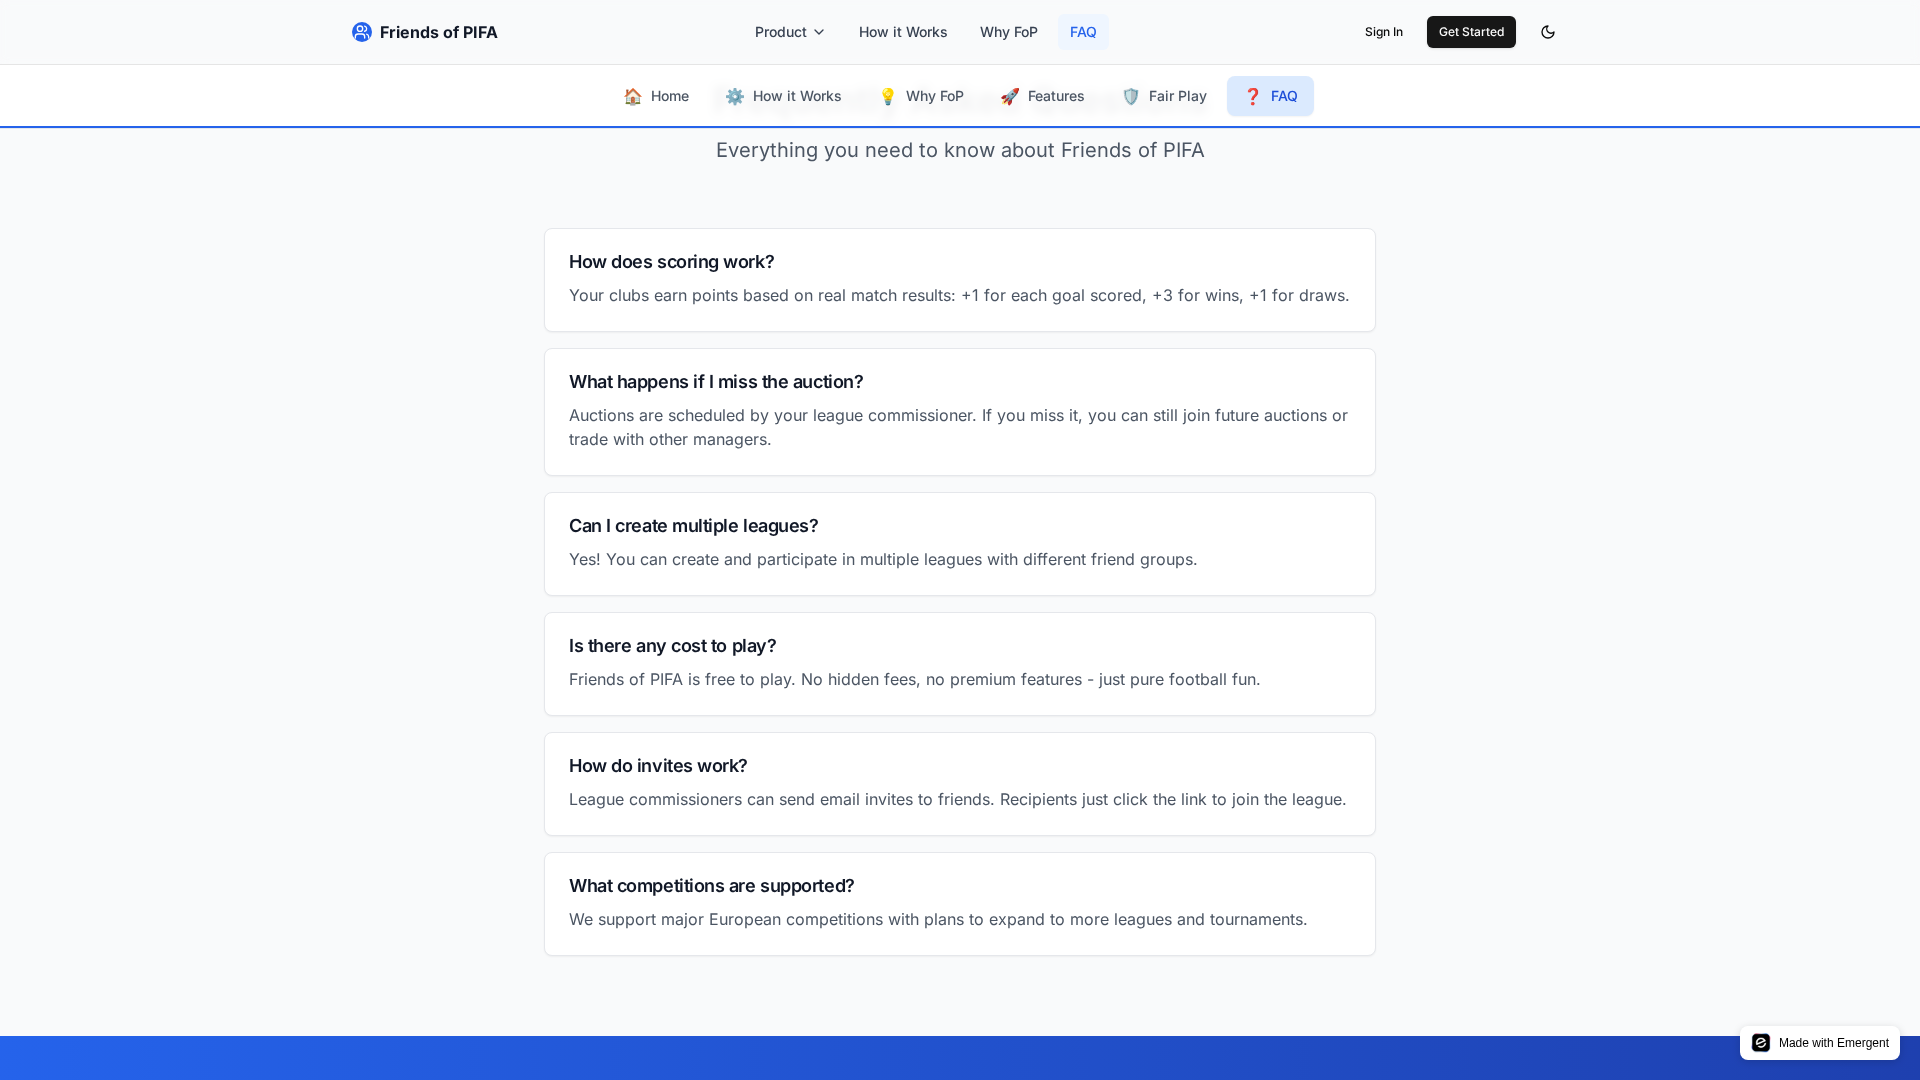 Friends of PIFA
Product
How it Works
Why FoP
FAQ
Sign In
Get Started
🏠 Home
⚙️ How it Works
💡 Why FoP
🚀 Features
🛡️ Fair Play
❓ FAQ
Everything you need to know about Friends of PIFA
How does scoring work?
Your clubs earn points based on real match results: +1 for each goal scored, +3 for wins, +1 for draws.
What happens if I miss the auction?
Auctions are scheduled by your league commissioner. If you miss it, you can still join future auctions or
trade with other managers.
Can I create multiple leagues?
Yes! You can create and participate in multiple leagues with different friend groups.
Is there any cost to play?
Friends of PIFA is free to play. No hidden fees, no premium features - just pure football fun.
How do invites work?
League commissioners can send email invites to friends. Recipients just click the link to join the league.
What competitions are supported?
We support major European competitions with plans to expand to more leagues and tournaments.
Made with Emergent